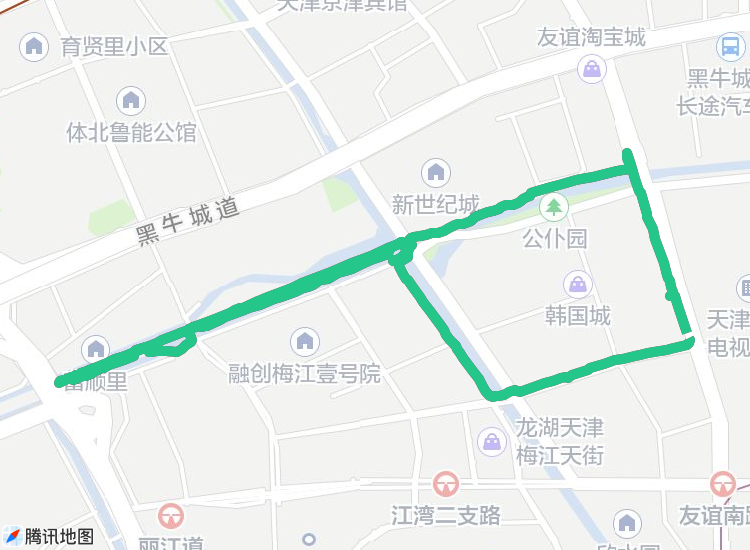 天津京津宾馆
友谊淘宝城
育贤里小区
黑牛城
长途汽车
体北鲁能公馆
新世纪城
黑牛城道
公仆园
韩国城
天津
电视
融创梅江壹号院
富顺里
龙湖天津
梅江天街
江湾二支路
友谊南路
丽江道
欣水园
腾讯地图